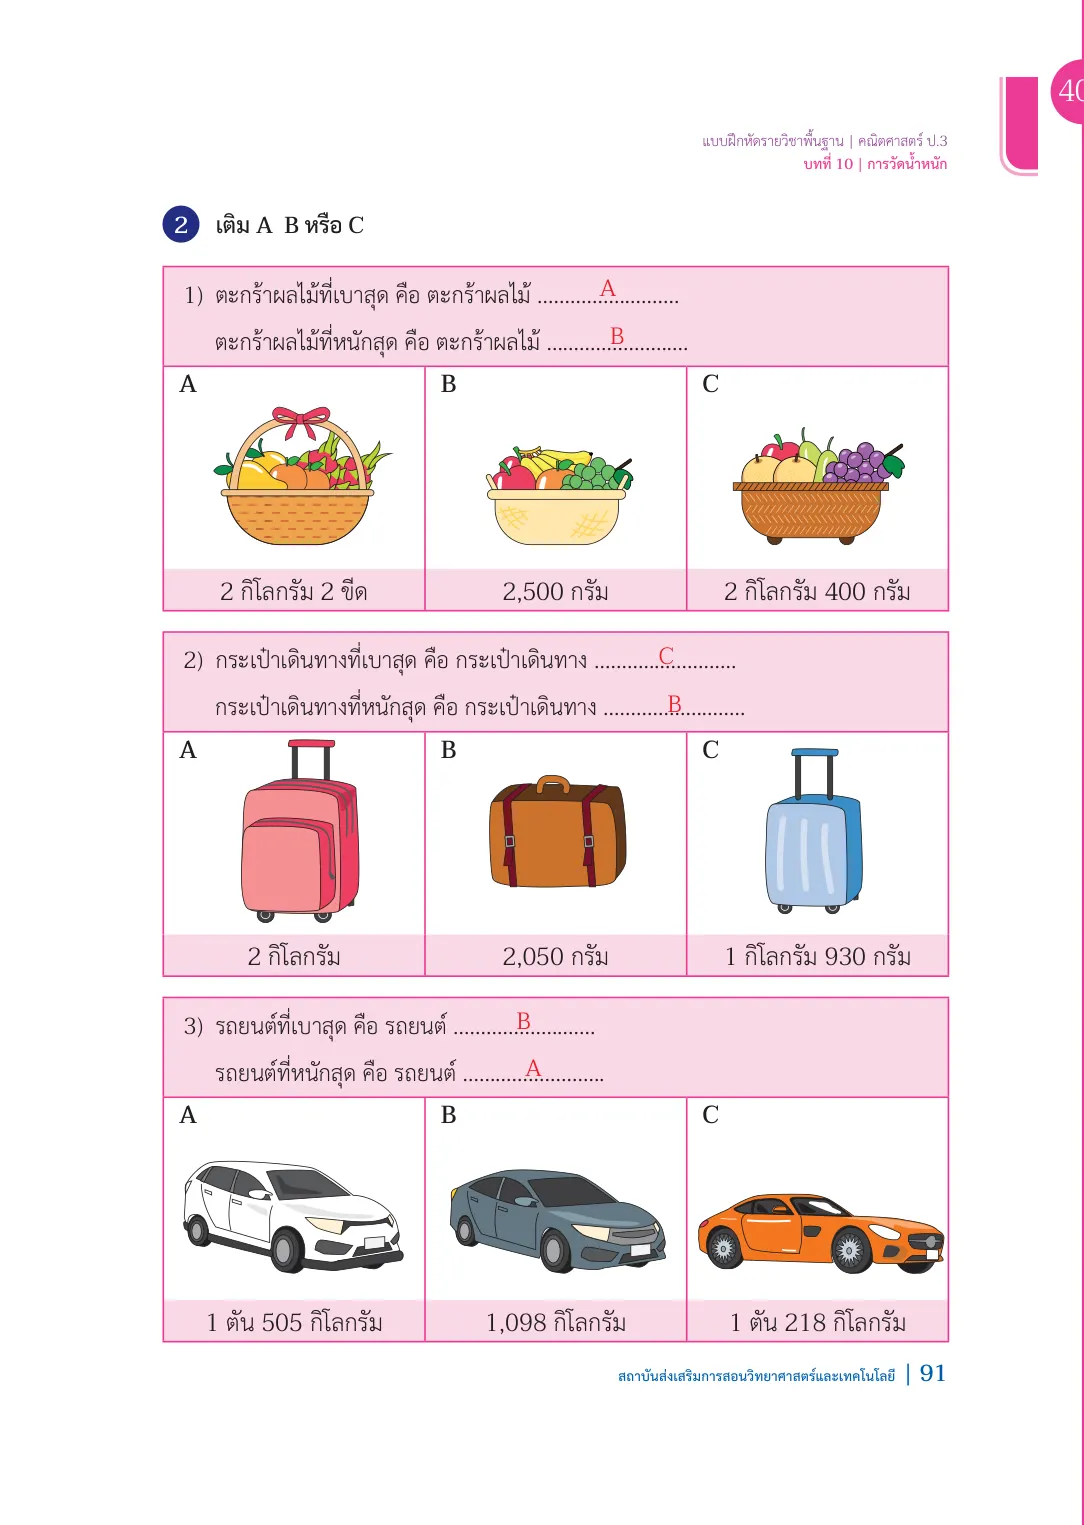 40
แบบฝึกหัดรายวิชาพื้นฐาน | คณิตศาสตร์ ป.3
บทที่ 10 | การวัดน้ำหนัก
2 เติม A B หรือ C
1) ตะกร้าผลไม้ที่เบาสุด คือ ตะกร้าผลไม้ ..........A..........
ตะกร้าผลไม้ที่หนักสุด คือ ตะกร้าผลไม้ ..........B..........
A B C
2 กิโลกรัม 2 ขีด 2,500 กรัม 2 กิโลกรัม 400 กรัม
2) กระเป๋าเดินทางที่เบาสุด คือ กระเป๋าเดินทาง ..........C..........
กระเป๋าเดินทางที่หนักสุด คือ กระเป๋าเดินทาง ..........B..........
A B C
2 กิโลกรัม 2,050 กรัม 1 กิโลกรัม 930 กรัม
3) รถยนต์ที่เบาสุด คือ รถยนต์ ..........B..........
รถยนต์ที่หนักสุด คือ รถยนต์ ..........A..........
A B C
1 ตัน 505 กิโลกรัม 1,098 กิโลกรัม 1 ตัน 218 กิโลกรัม
สถาบันส่งเสริมการสอนวิทยาศาสตร์และเทคโนโลยี | 91